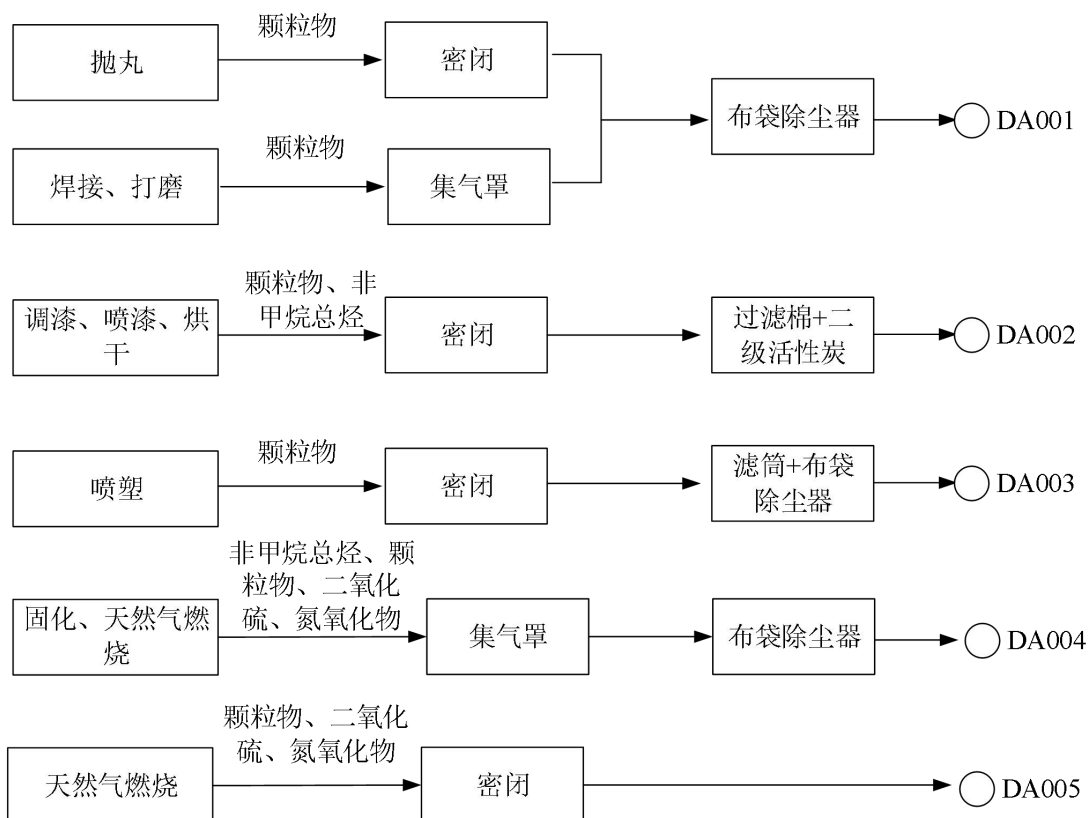 颗粒物
抛丸
密闭
布袋除尘器
DA001
颗粒物
焊接、打磨
集气罩
颗粒物、非
甲烷总烃
调漆、喷漆、烘
干
密闭
过滤棉+二
级活性炭
DA002
颗粒物
喷塑
密闭
滤筒+布袋
除尘器
DA003
非甲烷总烃、颗
粒物、二氧化
硫、氮氧化物
固化、天然气燃
烧
集气罩
布袋除尘器
DA004
颗粒物、二氧化
硫、氮氧化物
天然气燃烧
密闭
DA005